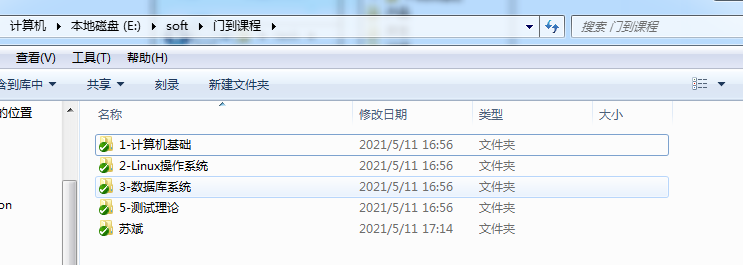 计算机 ▸ 本地磁盘 (E:) ▸ soft ▸ 门到课程 ▸ 搜索 门到课程
查看(V) 工具(T) 帮助(H)
含到库中 共享 刻录 新建文件夹
的位置
名称 修改日期 类型 大小
1-计算机基础 2021/5/11 16:56 文件夹
2-Linux操作系统 2021/5/11 16:56 文件夹
3-数据库系统 2021/5/11 16:56 文件夹
on 5-测试理论 2021/5/11 16:56 文件夹
苏斌 2021/5/11 17:14 文件夹